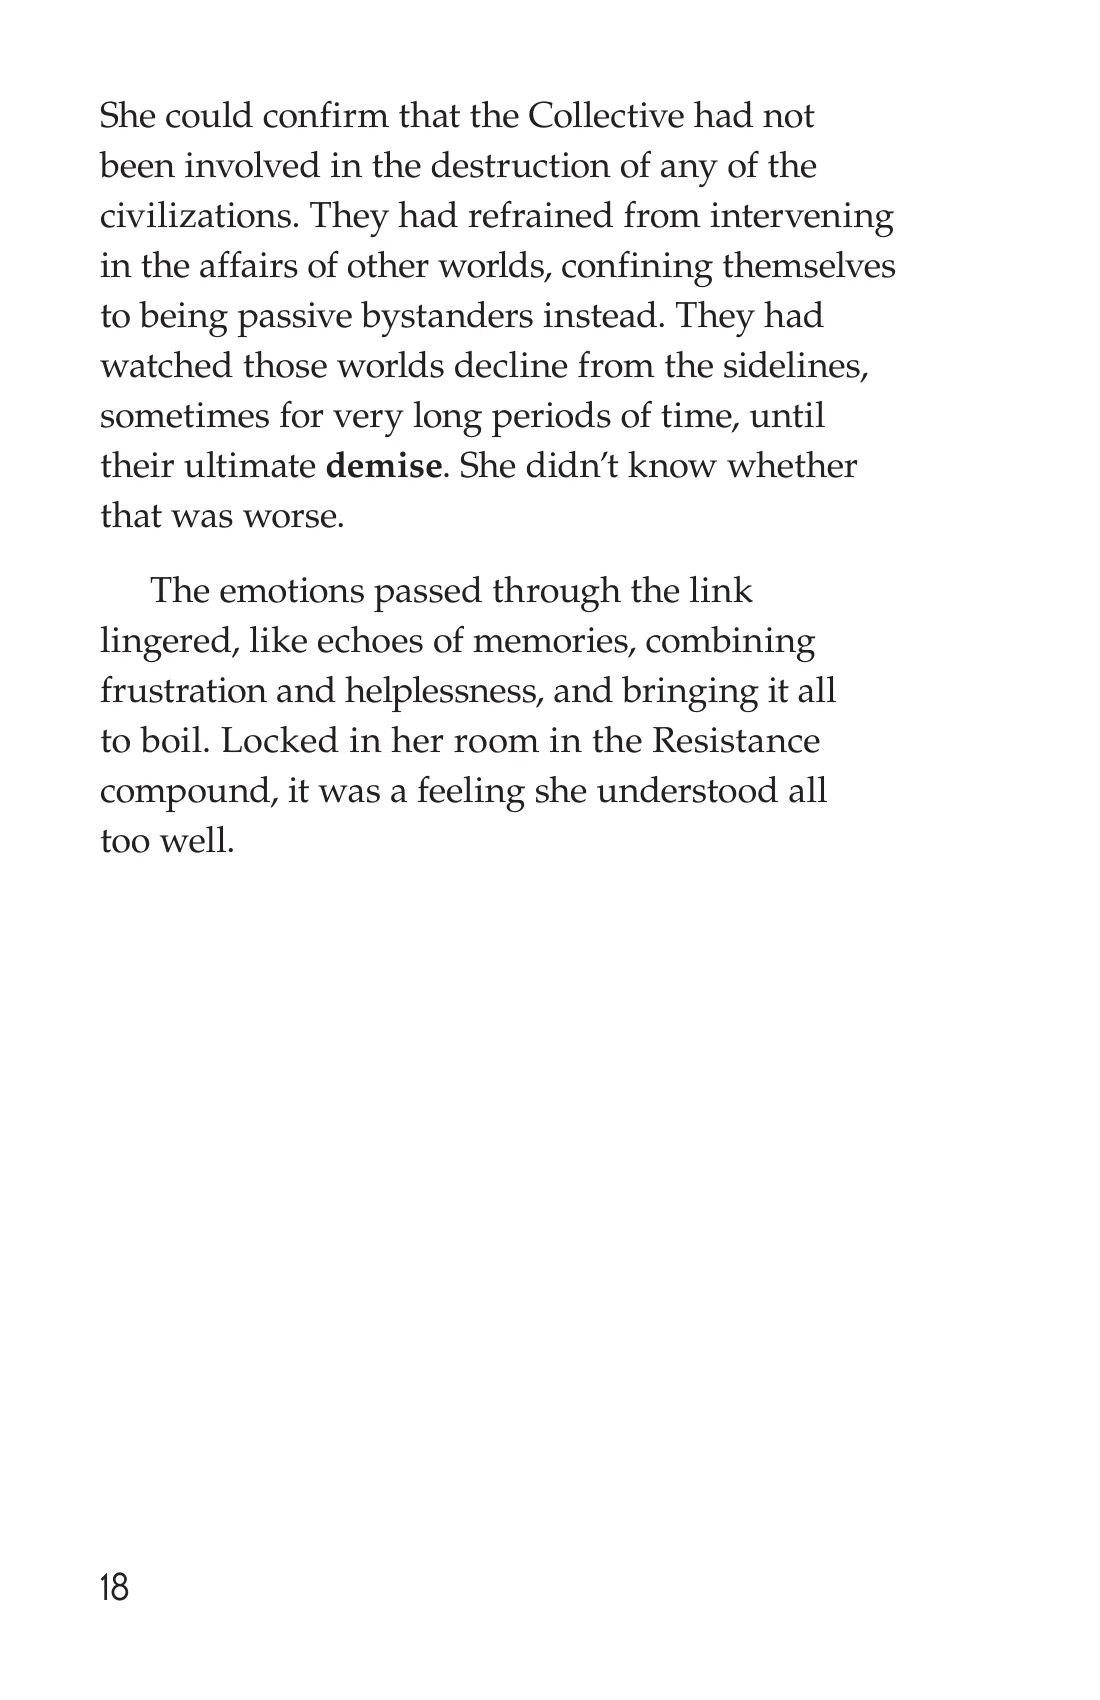 She could confirm that the Collective had not
been involved in the destruction of any of the
civilizations. They had refrained from intervening
in the affairs of other worlds, confining themselves
to being passive bystanders instead. They had
watched those worlds decline from the sidelines,
sometimes for very long periods of time, until
their ultimate demise. She didn’t know whether
that was worse.
The emotions passed through the link
lingered, like echoes of memories, combining
frustration and helplessness, and bringing it all
to boil. Locked in her room in the Resistance
compound, it was a feeling she understood all
too well.
18